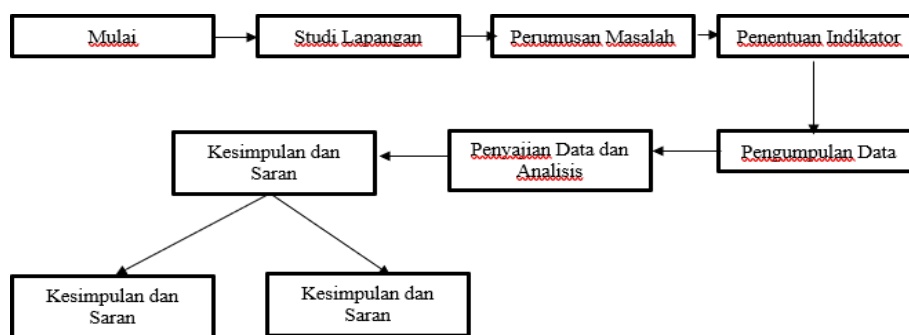 Mulai
Studi Lapangan
Perumusan Masalah
Penentuan Indikator
Pengumpulan Data
Penyajian Data dan
Analisis
Kesimpulan dan
Saran
Kesimpulan dan
Saran
Kesimpulan dan
Saran